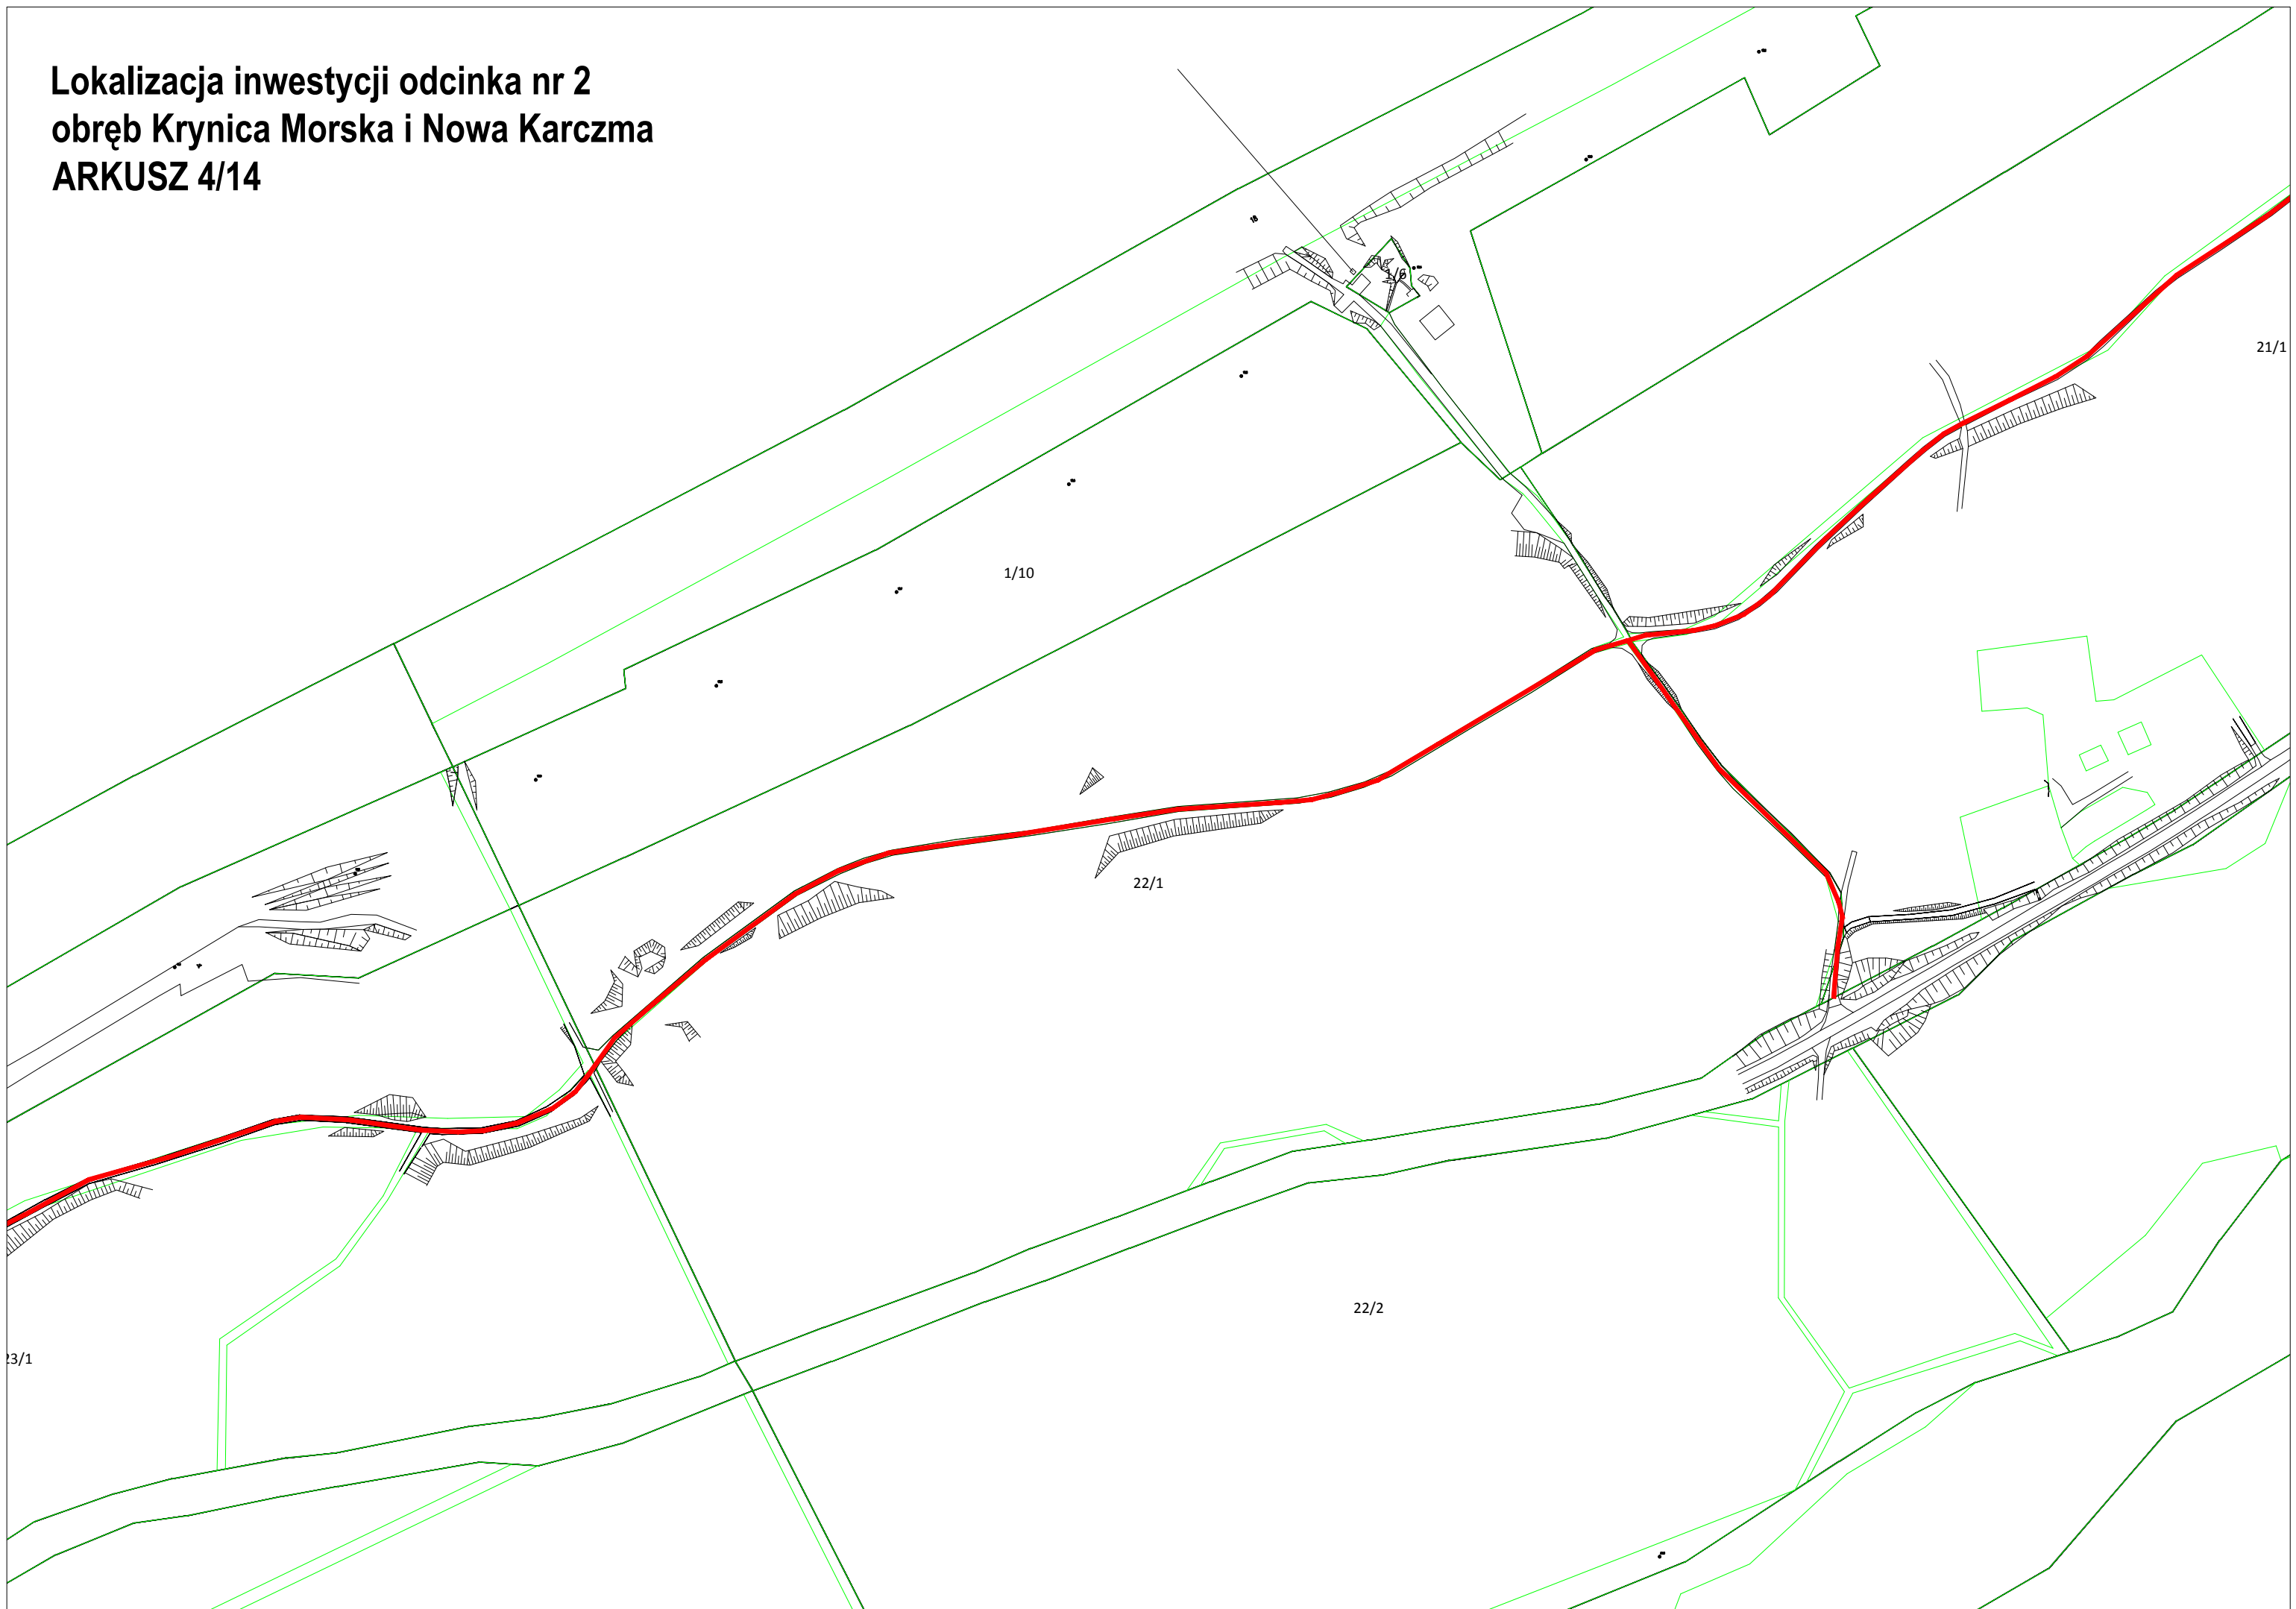 Lokalizacja inwestycji odcinka nr 2
obręb Krynica Morska i Nowa Karczma
ARKUSZ 4/14
1/6
21/1
1/10
22/1
22/2
23/1